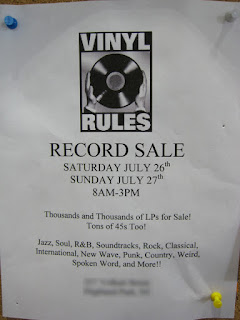 VINYL
RULES
RECORD SALE
SATURDAY JULY 26th
SUNDAY JULY 27th
8AM-3PM
Thousands and Thousands of LPs for Sale!
Tons of 45s Too!
Jazz, Soul, R&B, Soundtracks, Rock, Classical,
International, New Wave, Punk, Country, Weird,
Spoken Word, and More!!